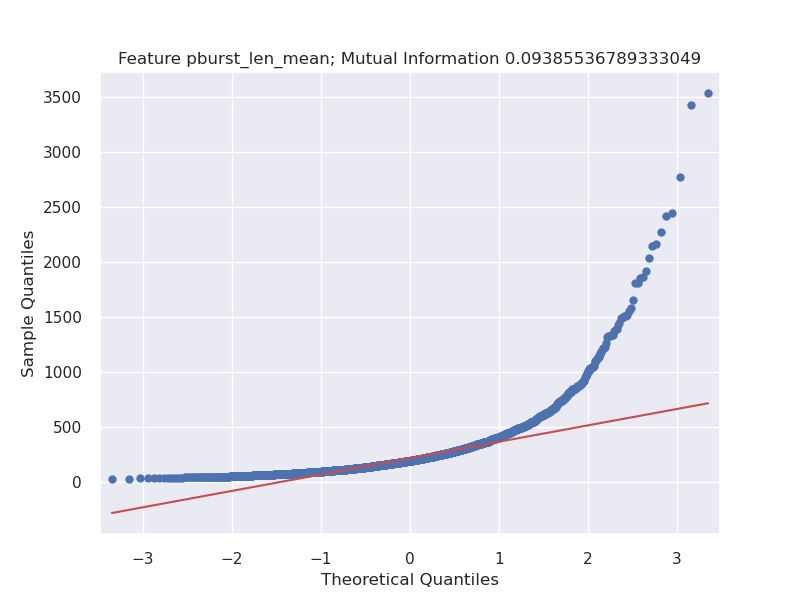 Feature pburst_len_mean; Mutual Information 0.09385536789333049
3500
3000
2500
2000
1500
1000
500
0
Sample Quantiles
−3 −2 −1 0 1 2 3
Theoretical Quantiles